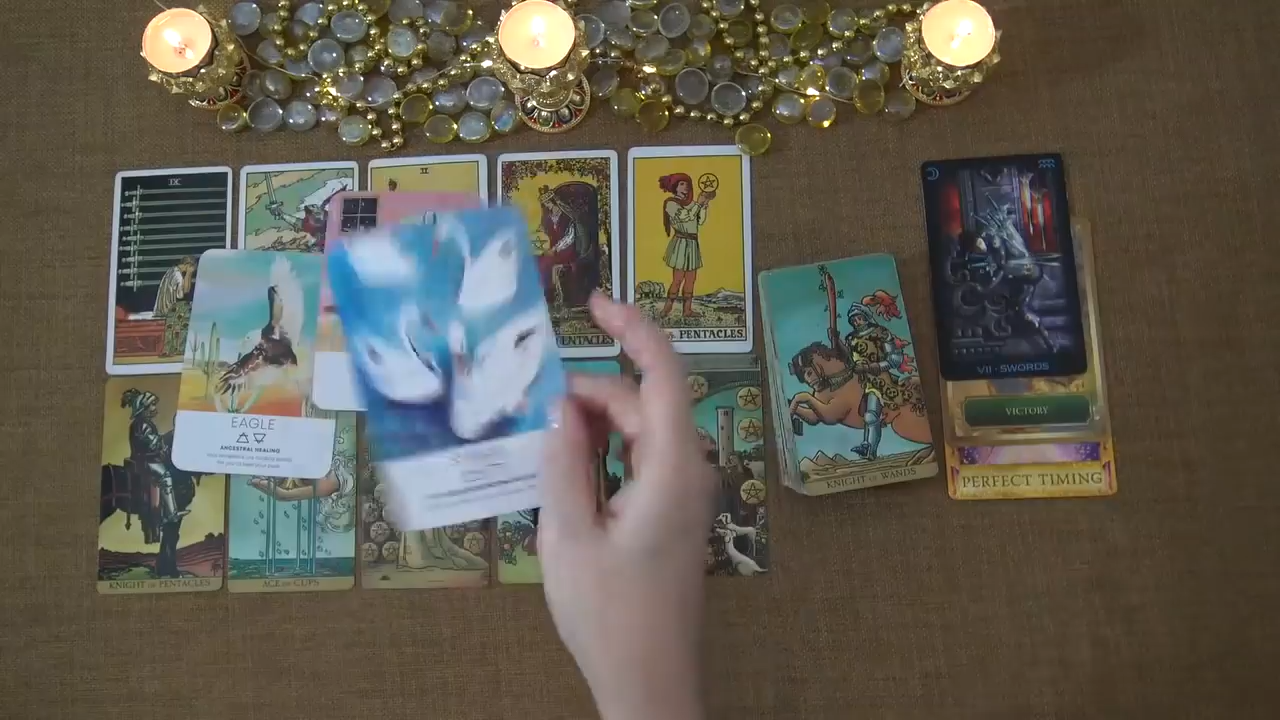 IX
II
PENTACLES
PENTACLES
EAGLE
ANCESTRAL HEALING
KNIGHT OF PENTACLES
ACE OF CUPS
KNIGHT OF WANDS
VII · SWORDS
VICTORY
PERFECT TIMING